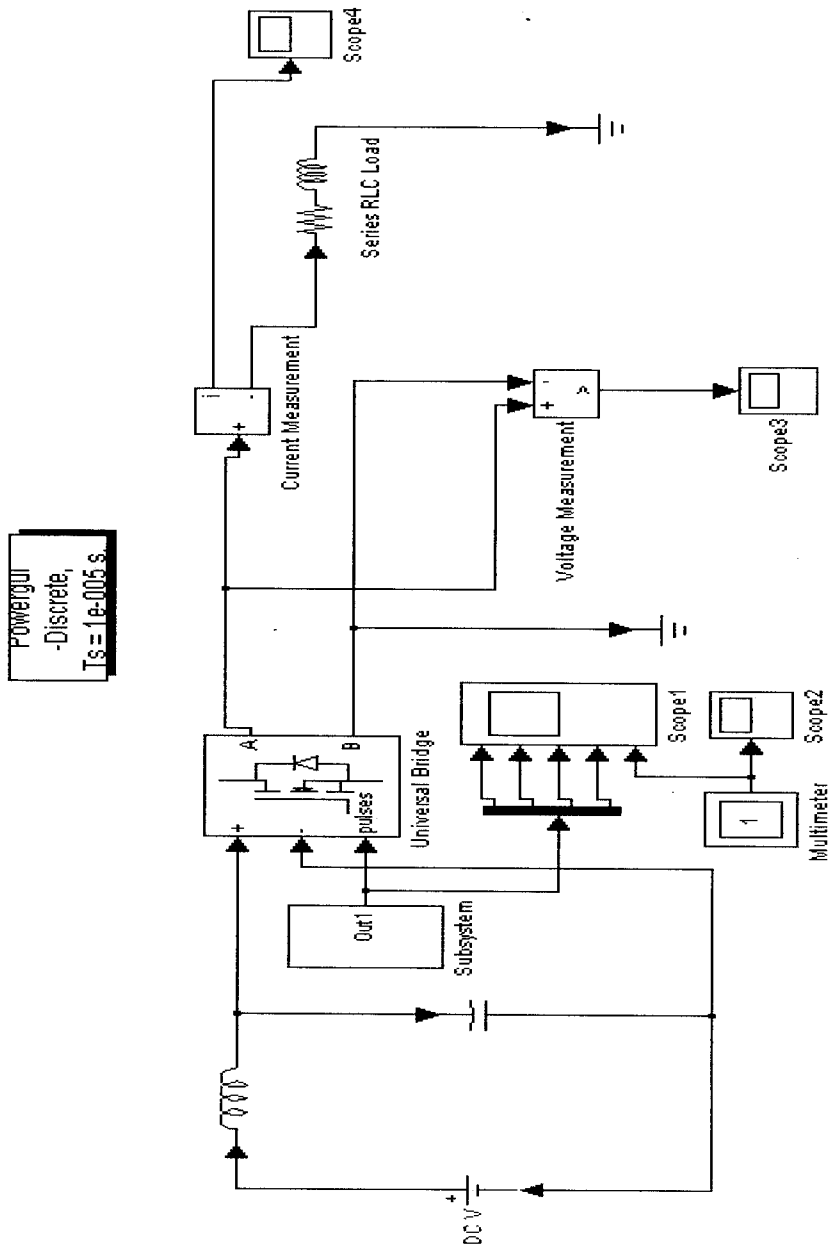 Powergui
-Discrete,
Ts = 1e-005 s.
DC V
+
+
-
pulses
A
B
Universal Bridge
Out1
Subsystem
+
i
-
Current Measurement
Scope4
Series RLC Load
+
-
v
Voltage Measurement
Scope3
Scope1
1
Multimeter
Scope2